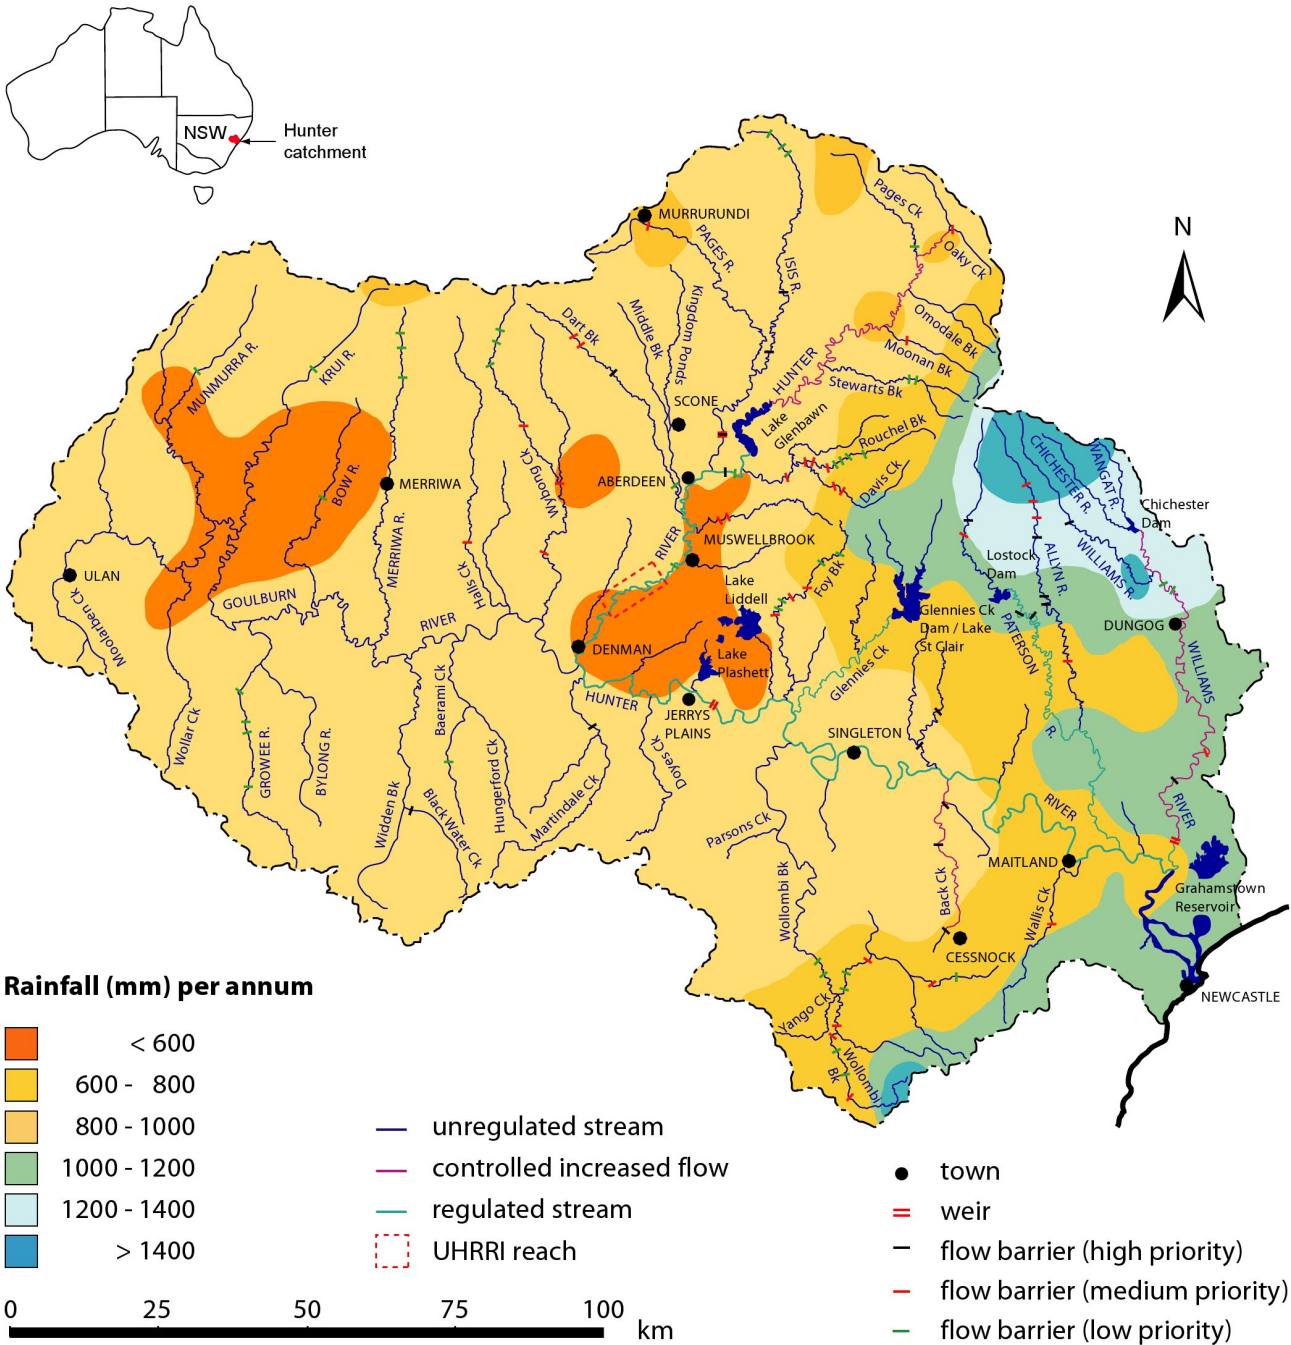 NSW
Hunter
catchment
N
MURRURUNDI
PAGES R.
ISIS R.
Pages Ck
Oaky Ck
Omodale Bk
Moonan Bk
Stewarts Bk
HUNTER
Kingdom Ponds
Middle Bk
Dart Bk
SCONE
Lake
Glenbawn
Rouchel Bk
Davis Ck
MUNMURRA R.
KRUI R.
BOW R.
MERRIWA
MERRIWA R.
Halls Ck
Wybong Ck
ABERDEEN
RIVER
MUSWELLBROOK
Lake
Liddell
Foy Bk
CHICHESTER R.
WANGAT R.
Chichester
Dam
WILLIAMS R.
Lostock
Dam
ALLYN R.
PATERSON
R.
DUNGOG
WILLIAMS
RIVER
Glennies Ck
Dam / Lake
St Clair
Glennies Ck
ULAN
Moolarben Ck
GOULBURN
RIVER
DENMAN
HUNTER
Lake
Plashett
JERRYS
PLAINS
SINGLETON
Wollar Ck
GROWEE R.
BYLONG R.
Baerami Ck
Widden Bk
Black Water Ck
Hungerford Ck
Martindale Ck
Doyes Ck
Parsons Ck
Wollombi Bk
RIVER
MAITLAND
Back Ck
Wallis Ck
CESSNOCK
Grahamstown
Reservoir
NEWCASTLE
Yango Ck
Wollombi
Bk
Rainfall (mm) per annum
< 600
600 - 800
800 - 1000
1000 - 1200
1200 - 1400
> 1400
unregulated stream
controlled increased flow
regulated stream
UHRRI reach
town
weir
flow barrier (high priority)
flow barrier (medium priority)
flow barrier (low priority)
0 25 50 75 100
km